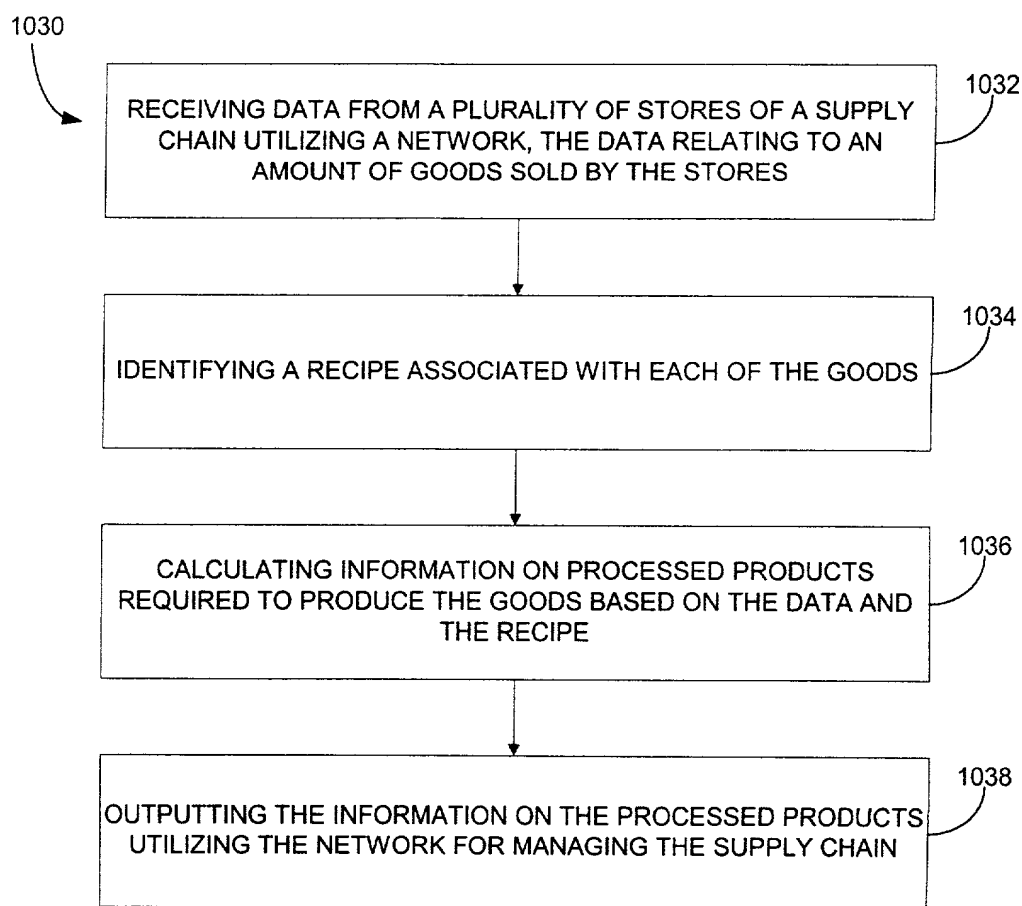 1030
1032
RECEIVING DATA FROM A PLURALITY OF STORES OF A SUPPLY
CHAIN UTILIZING A NETWORK, THE DATA RELATING TO AN
AMOUNT OF GOODS SOLD BY THE STORES
1034
IDENTIFYING A RECIPE ASSOCIATED WITH EACH OF THE GOODS
1036
CALCULATING INFORMATION ON PROCESSED PRODUCTS
REQUIRED TO PRODUCE THE GOODS BASED ON THE DATA AND
THE RECIPE
1038
OUTPUTTING THE INFORMATION ON THE PROCESSED PRODUCTS
UTILIZING THE NETWORK FOR MANAGING THE SUPPLY CHAIN